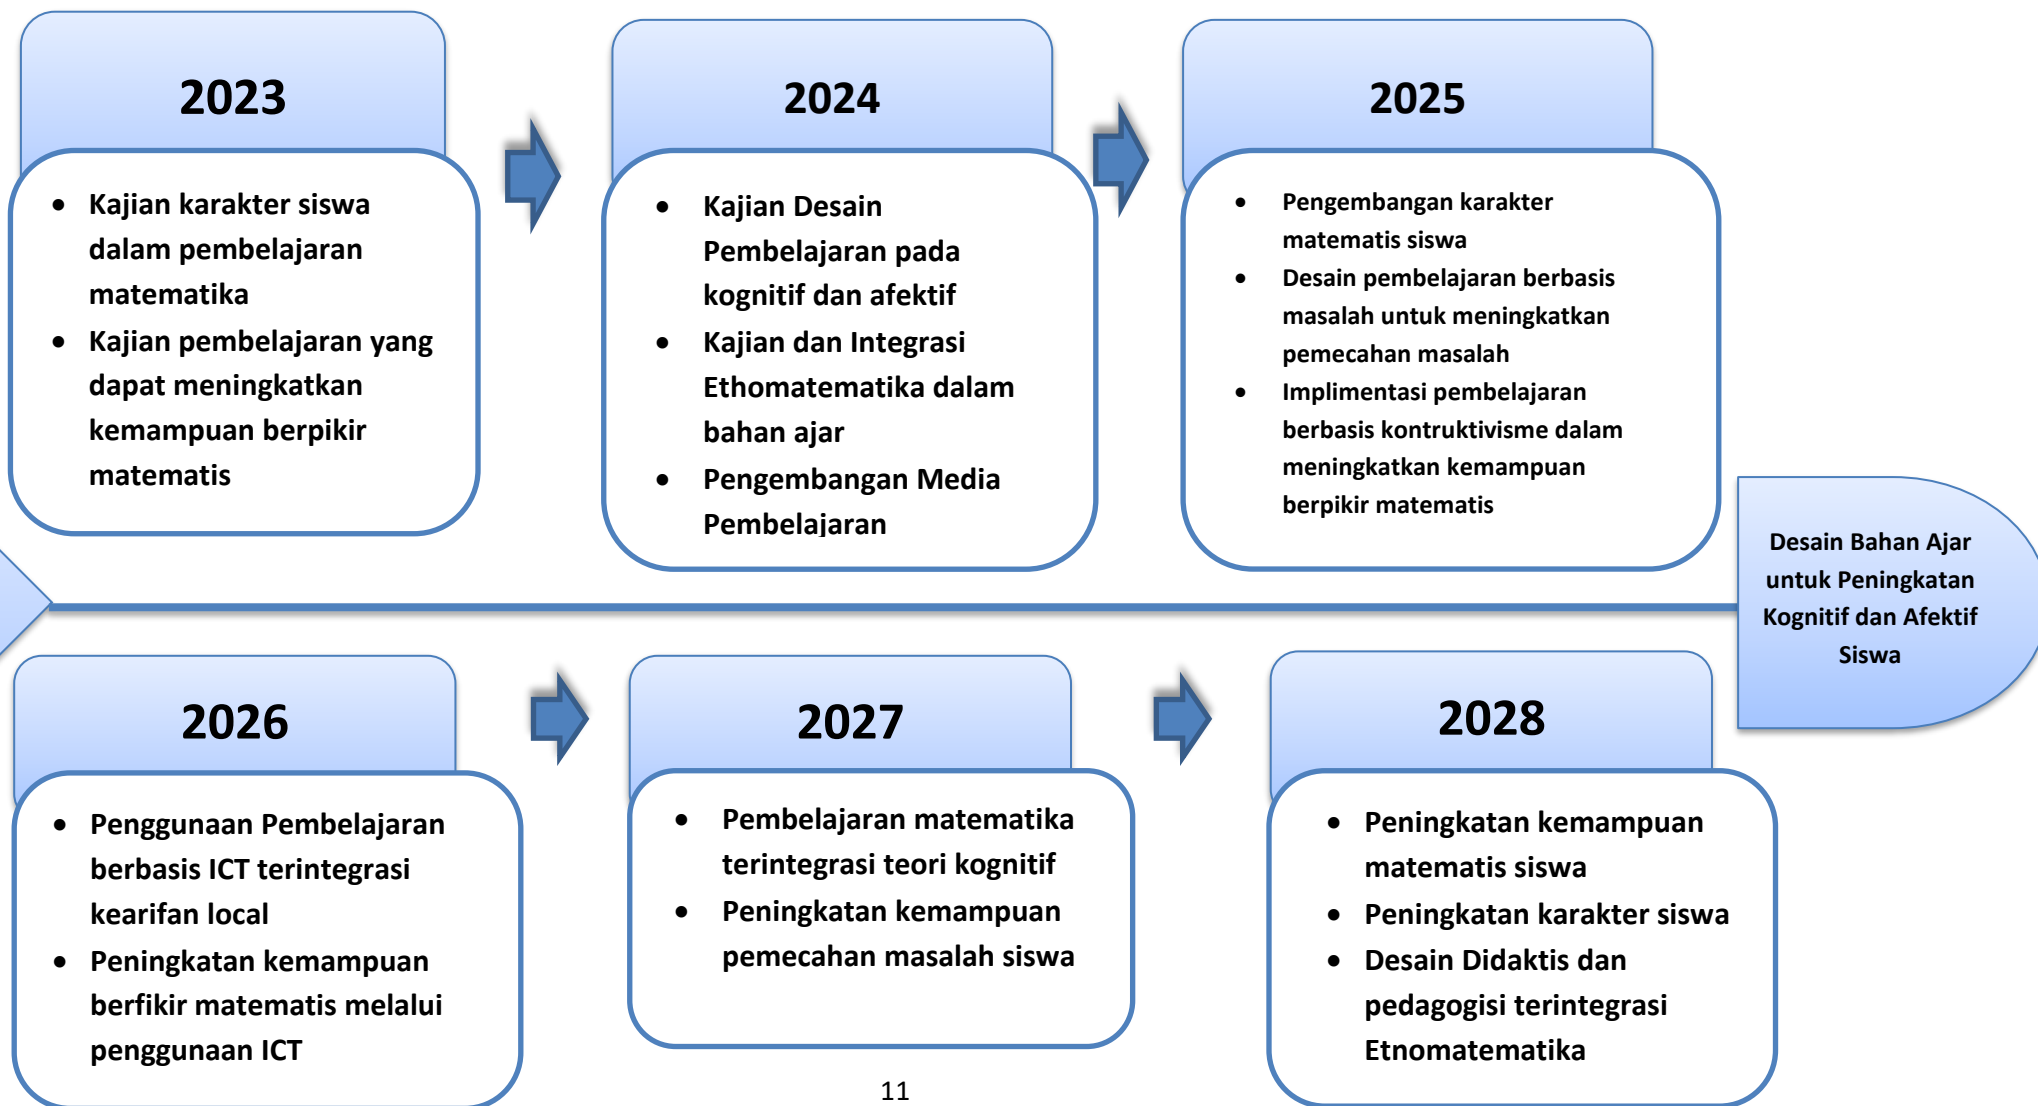 2023
• Kajian karakter siswa
dalam pembelajaran
matematika
• Kajian pembelajaran yang
dapat meningkatkan
kemampuan berpikir
matematis
2024
• Kajian Desain
Pembelajaran pada
kognitif dan afektif
• Kajian dan Integrasi
Ethomatematika dalam
bahan ajar
• Pengembangan Media
Pembelajaran
2025
• Pengembangan karakter
matematis siswa
• Desain pembelajaran berbasis
masalah untuk meningkatkan
pemecahan masalah
• Implimentasi pembelajaran
berbasis kontruktivisme dalam
meningkatkan kemampuan
berpikir matematis
Desain Bahan Ajar
untuk Peningkatan
Kognitif dan Afektif
Siswa
2026
• Penggunaan Pembelajaran
berbasis ICT terintegrasi
kearifan local
• Peningkatan kemampuan
berfikir matematis melalui
penggunaan ICT
2027
• Pembelajaran matematika
terintegrasi teori kognitif
• Peningkatan kemampuan
pemecahan masalah siswa
2028
• Peningkatan kemampuan
matematis siswa
• Peningkatan karakter siswa
• Desain Didaktis dan
pedagogisi terintegrasi
Etnomatematika
11